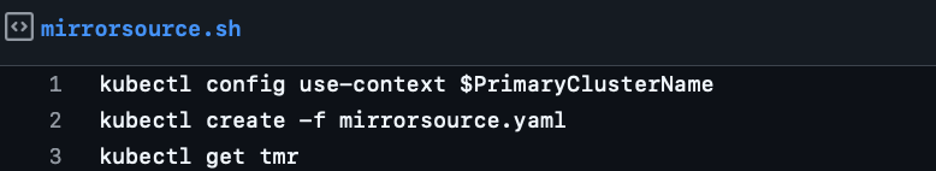 mirrorsource.sh
1 kubectl config use-context $PrimaryClusterName
2 kubectl create -f mirrorsource.yaml
3 kubectl get tmr